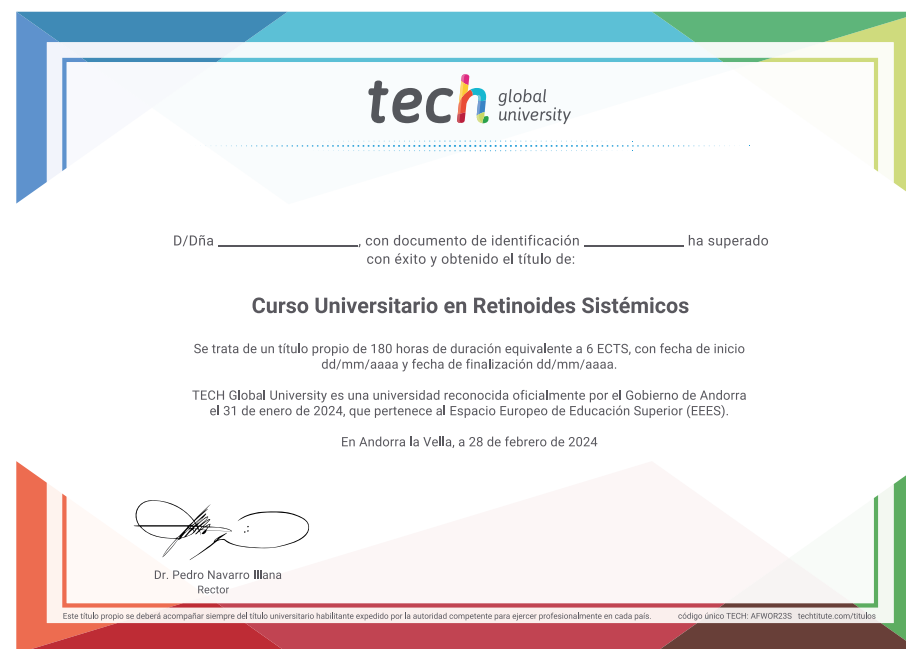 tech global university
D/Dña ____________________, con documento de identificación ______________ ha superado
con éxito y obtenido el título de:
Curso Universitario en Retinoides Sistémicos
Se trata de un título propio de 180 horas de duración equivalente a 6 ECTS, con fecha de inicio
dd/mm/aaaa y fecha de finalización dd/mm/aaaa.
TECH Global University es una universidad reconocida oficialmente por el Gobierno de Andorra
el 31 de enero de 2024, que pertenece al Espacio Europeo de Educación Superior (EEES).
En Andorra la Vella, a 28 de febrero de 2024
Dr. Pedro Navarro Illana
Rector
Este título propio se deberá acompañar siempre del título universitario habilitante expedido por la autoridad competente para ejercer profesionalmente en cada país. código único TECH: AFWOR23S techtitute.com/titulos